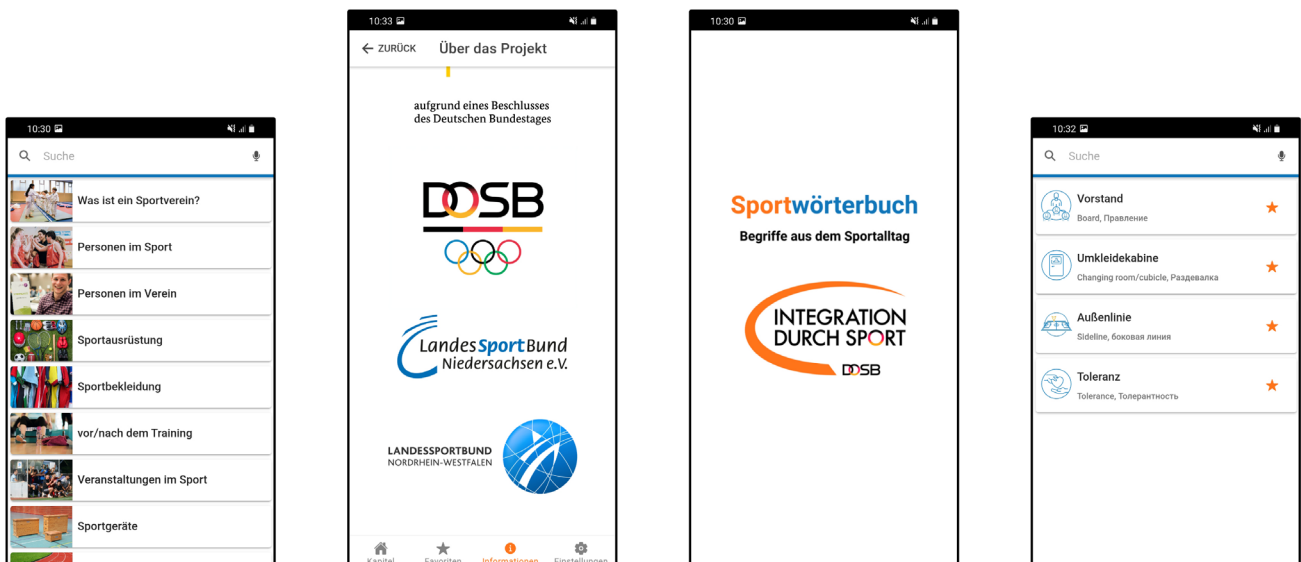 10:30
Suche
Was ist ein Sportverein?
Personen im Sport
Personen im Verein
Sportausrüstung
Sportbekleidung
vor/nach dem Training
Veranstaltungen im Sport
Sportgeräte
10:33
ZURÜCK Über das Projekt
aufgrund eines Beschlusses
des Deutschen Bundestages
DOSB
LandesSportBund
Niedersachsen e.V.
LANDESSPORTBUND
NORDRHEIN-WESTFALEN
Kapitel Favoriten Informationen Einstellungen
10:30
Sportwörterbuch
Begriffe aus dem Sportalltag
INTEGRATION
DURCH SPORT
DOSB
10:32
Suche
Vorstand
Board, Правление
Umkleidekabine
Changing room/cubicle, Раздевалка
Außenlinie
Sideline, боковая линия
Toleranz
Tolerance, Толерантность